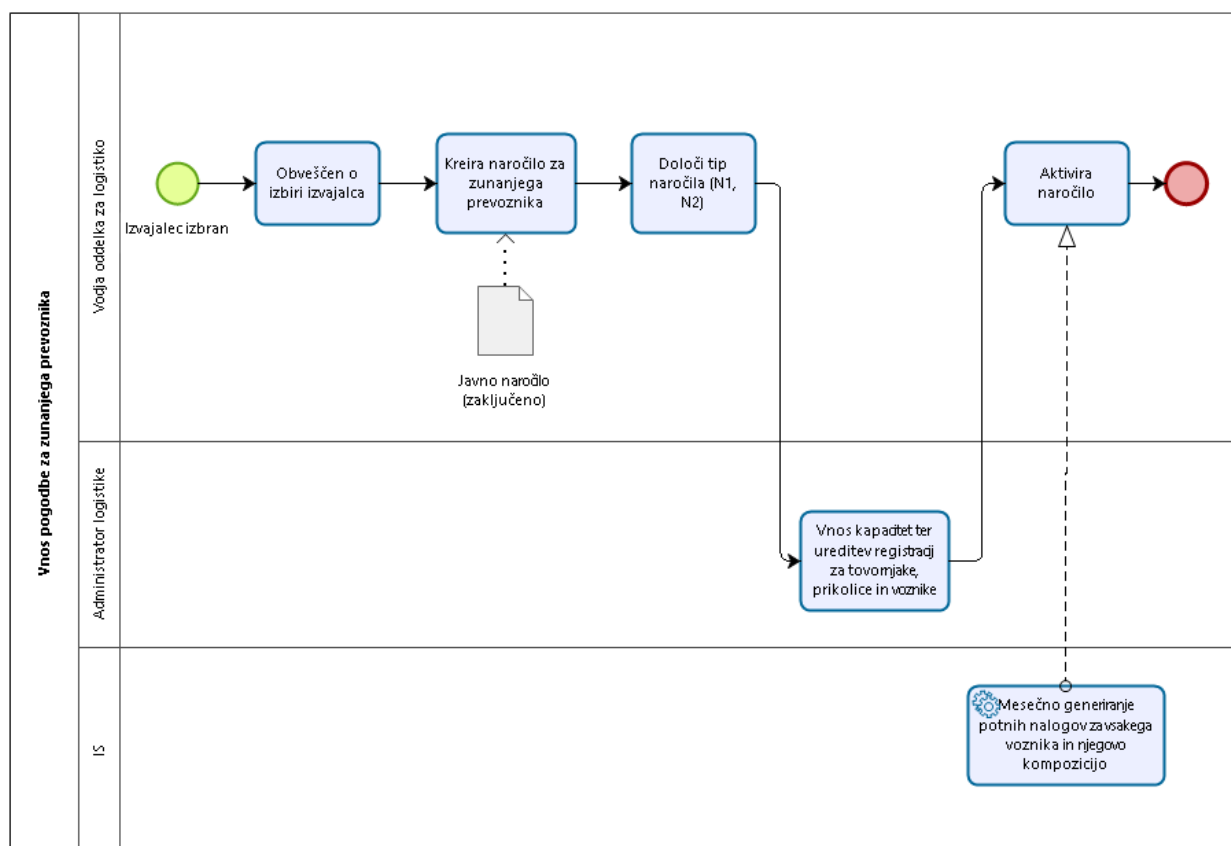 Vnos pogodbe za zunanjega prevoznika
Vodja oddelka za logistiko
Izvajalec izbran
Obveščen o
izbiri izvajalca
Kreira naročilo za
zunanjega
prevoznika
Javno naročilo
(zaključeno)
Določi tip
naročila (N1,
N2)
Aktivira
naročilo
Administrator logistike
Vnos kapacitet ter
ureditev registracij
za tovornjake,
prikolice in voznike
IS
Mesečno generiranje
potnih nalogov za vsakega
voznika in njegovo
kompozicijo